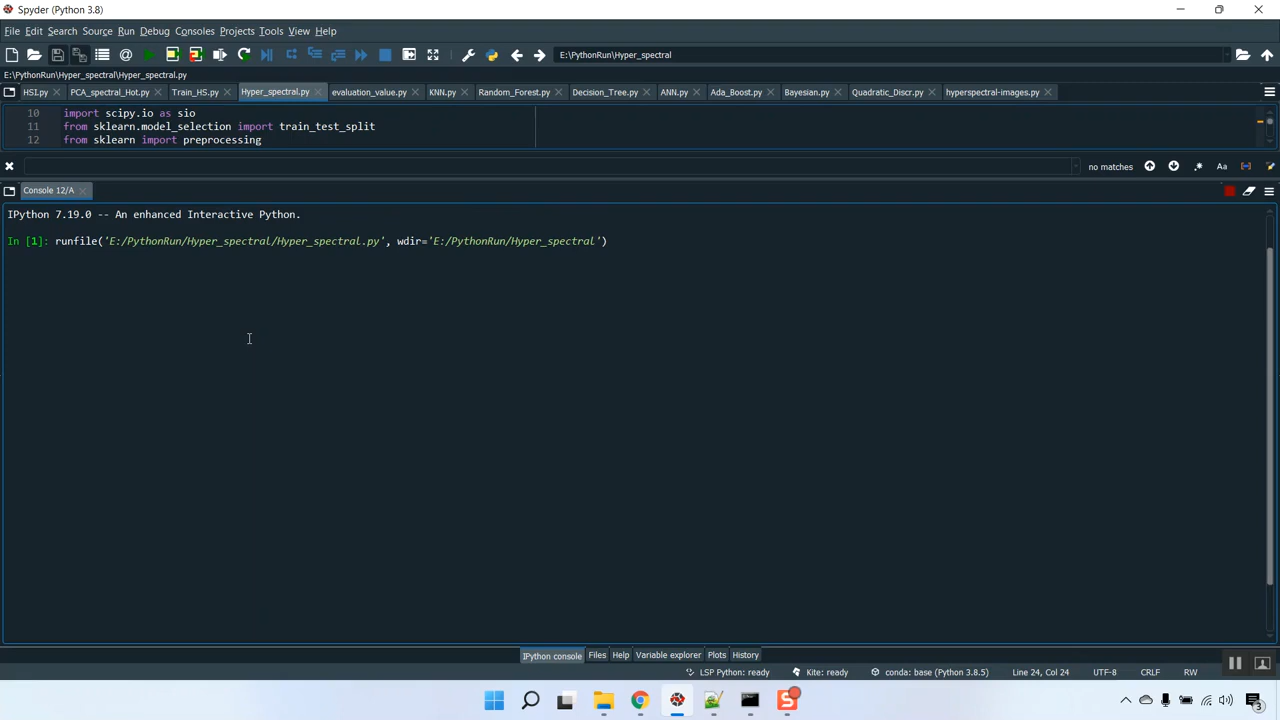 Spyder (Python 3.8)
File Edit Search Source Run Debug Consoles Projects Tools View Help
E:\PythonRun\Hyper_spectral
E:\PythonRun\Hyper_spectral\Hyper_spectral.py
HSI.py PCA_spectral_Hot.py Train_HS.py Hyper_spectral.py evaluation_value.py KNN.py Random_Forest.py Decision_Tree.py ANN.py Ada_Boost.py Bayesian.py Quadratic_Discr.py hyperspectral-images.py
10 import scipy.io as sio
11 from sklearn.model_selection import train_test_split
12 from sklearn import preprocessing
no matches Aa
Console 12/A
IPython 7.19.0 -- An enhanced Interactive Python.
In [1]: runfile('E:/PythonRun/Hyper_spectral/Hyper_spectral.py', wdir='E:/PythonRun/Hyper_spectral')
IPython console Files Help Variable explorer Plots History
LSP Python: ready Kite: ready conda: base (Python 3.8.5) Line 24, Col 24 UTF-8 CRLF RW
S 3